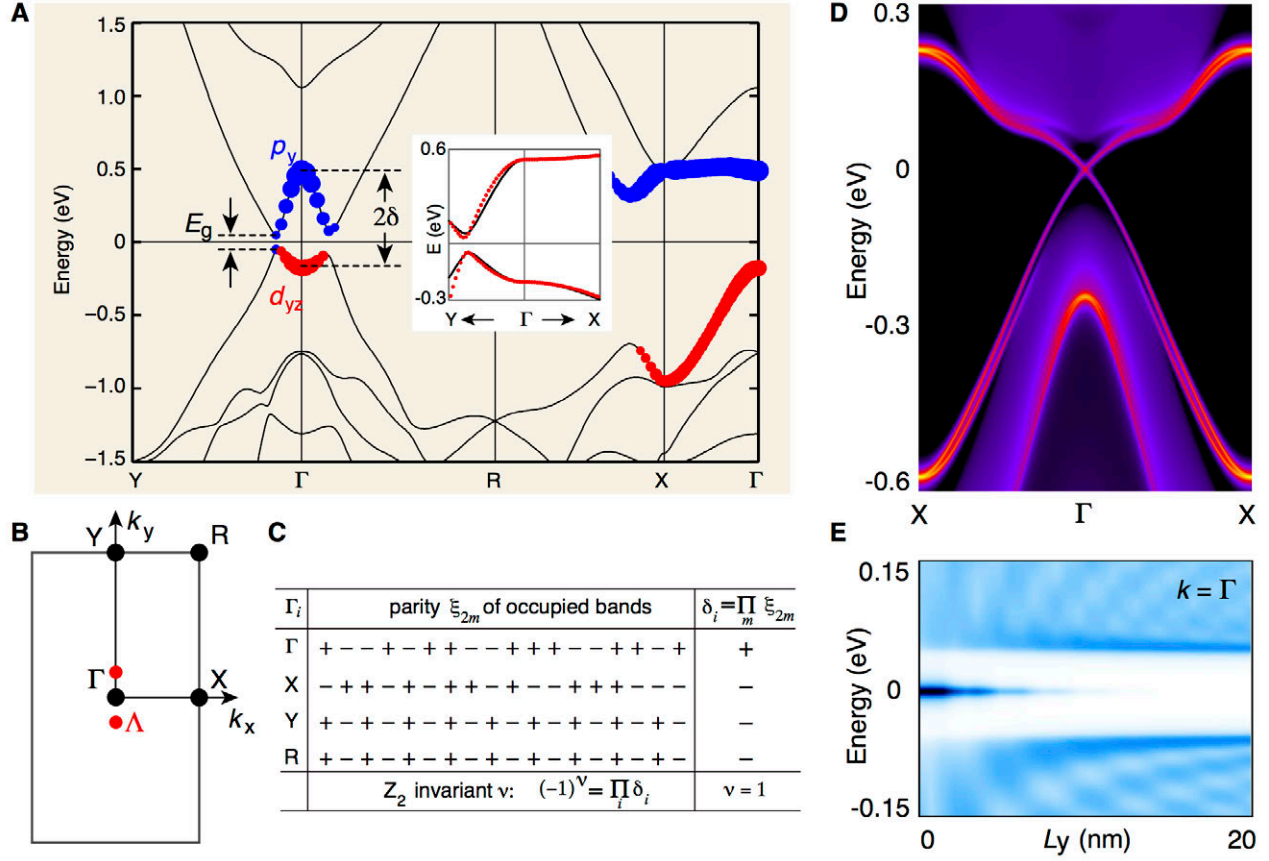 A
1.5
1.0
0.5
0
−0.5
−1.0
−1.5
Energy (eV)
p_y
E_g
2δ
d_yz
0.6
E (eV)
-0.3
Y ← Γ → X
Y Γ R X Γ
B
k_y
Y R
Γ X
Λ k_x
C
Γ_i parity ξ_2m of occupied bands δ_i = ∏_m ξ_2m
Γ + − − + − + + − − + + + − − + − − + +
X − + + − + − + + − + − − + + + − − −
Y + − + − + − + − + − + − + − + − + −
R + − + − + − + − + − + − + − + − + −
Z_2 invariant ν: (−1)^ν = ∏_i δ_i ν = 1
D
0.3
0
-0.3
-0.6
Energy (eV)
X Γ X
E
0.15
0
-0.15
Energy (eV)
k = Γ
0 L_y (nm) 20